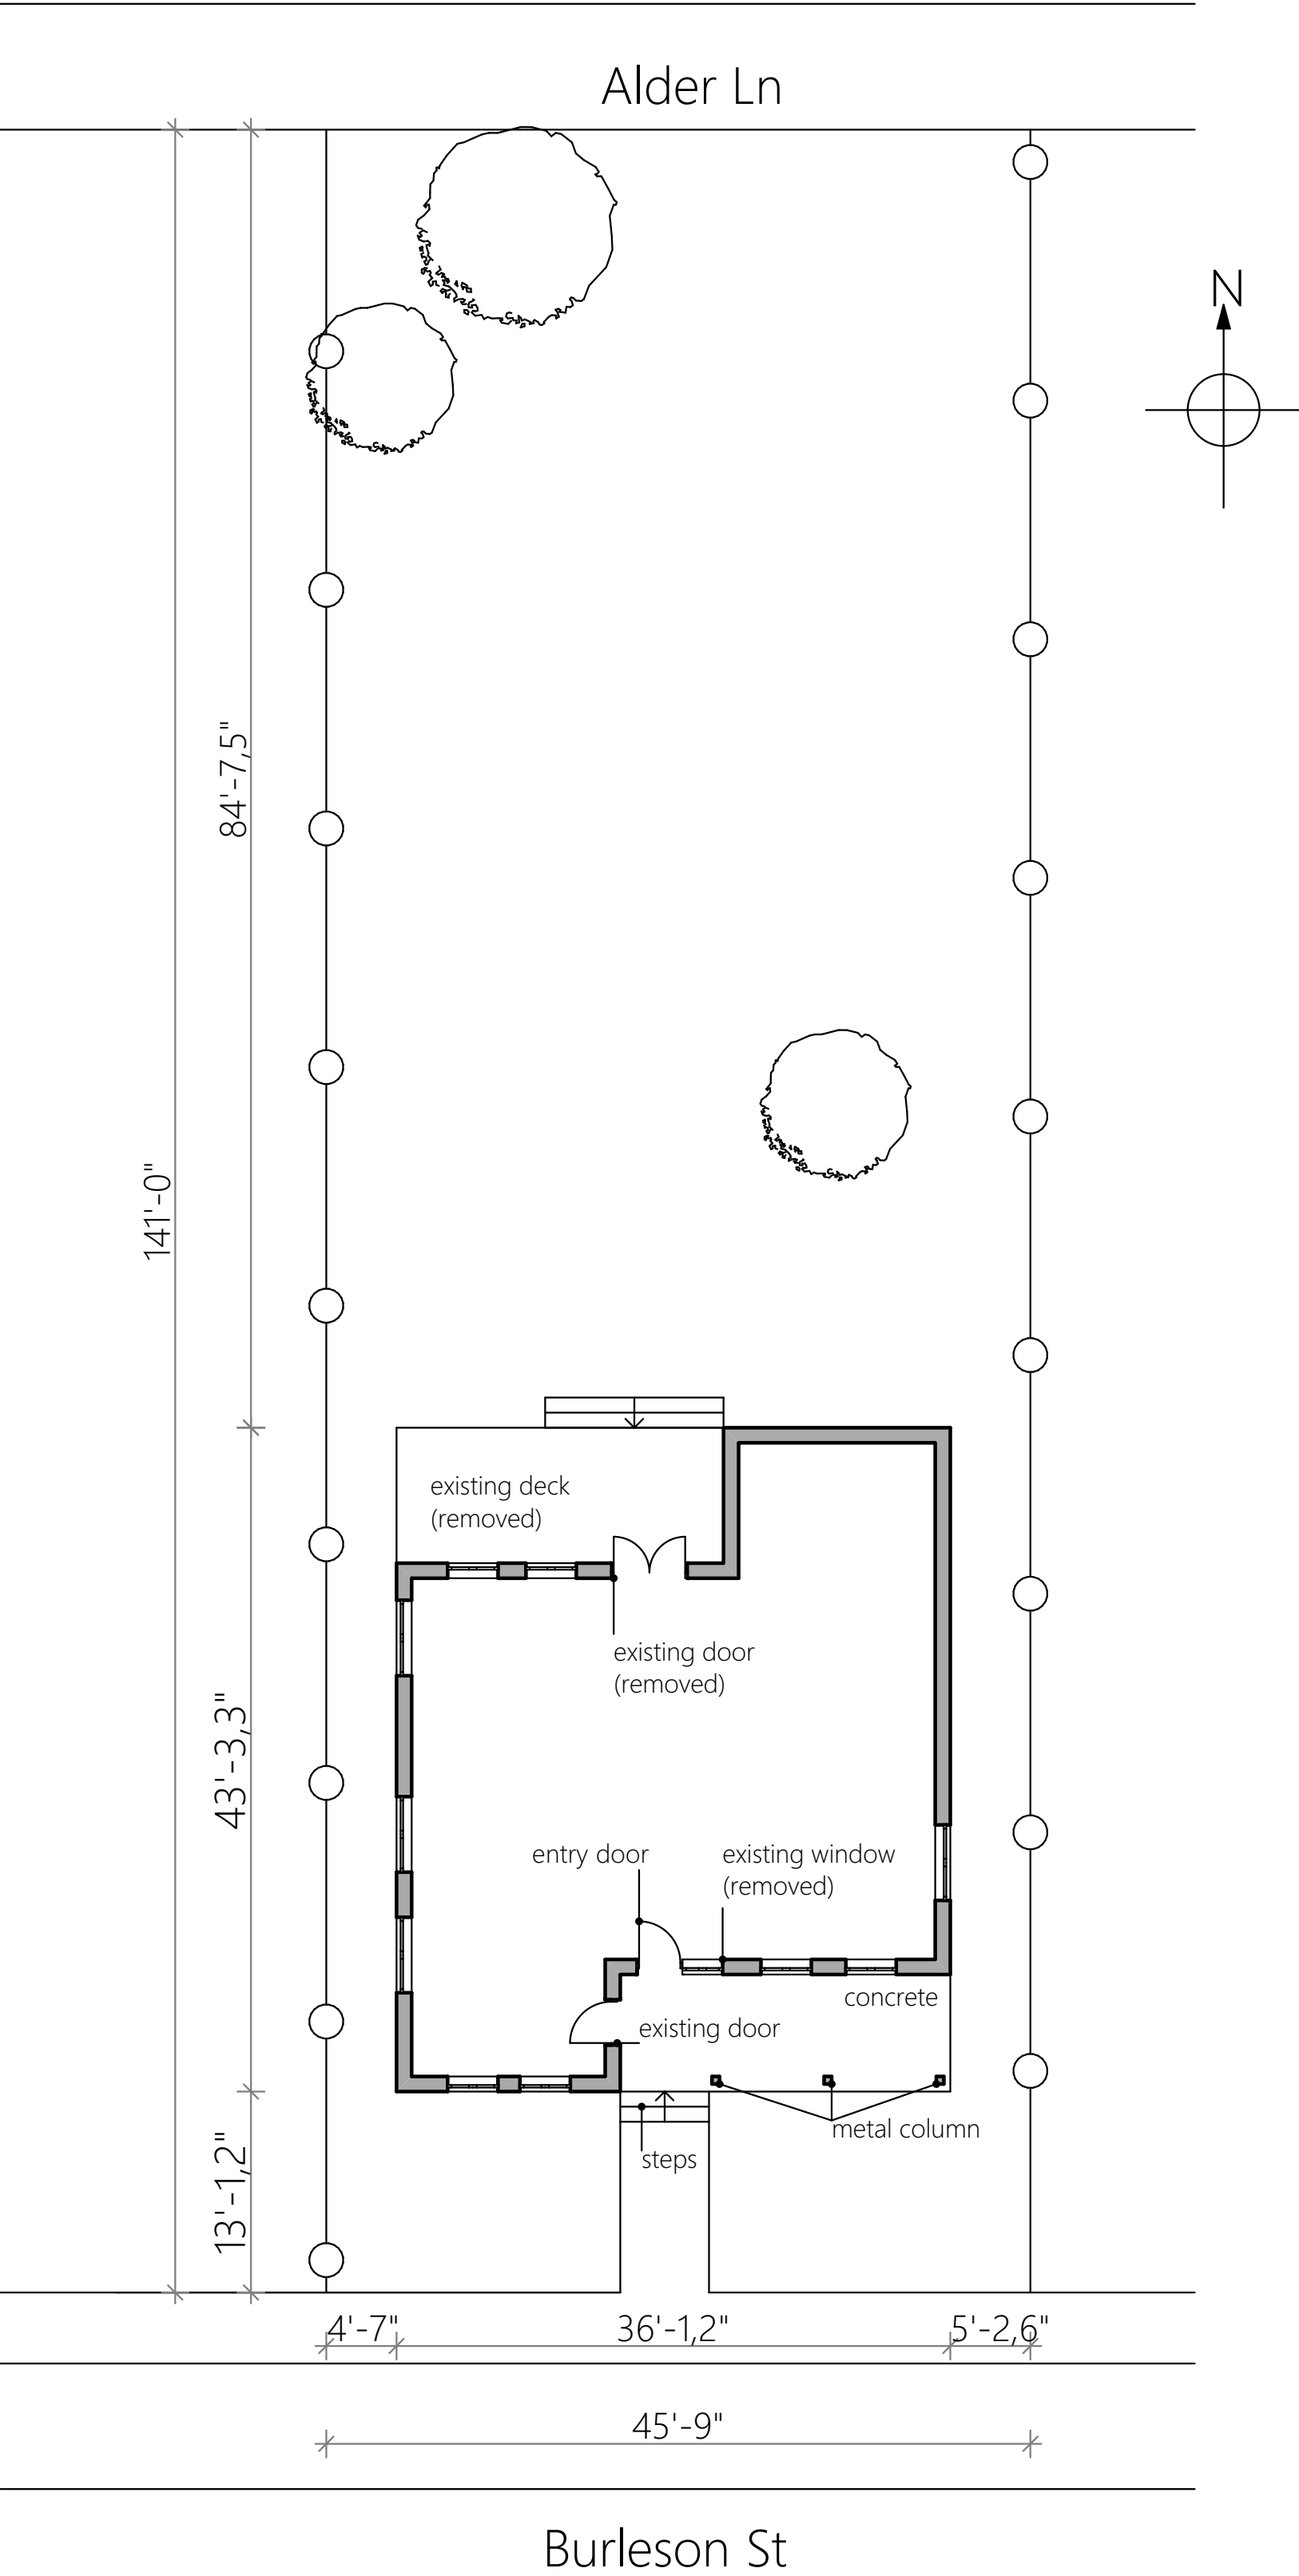 Alder Ln
N
84'-7,5"
141'-0"
existing deck
(removed)
existing door
(removed)
43'-3,3"
entry door
existing window
(removed)
concrete
existing door
metal column
steps
13'-1,2"
4'-7"
36'-1,2"
5'-2,6"
45'-9"
Burleson St